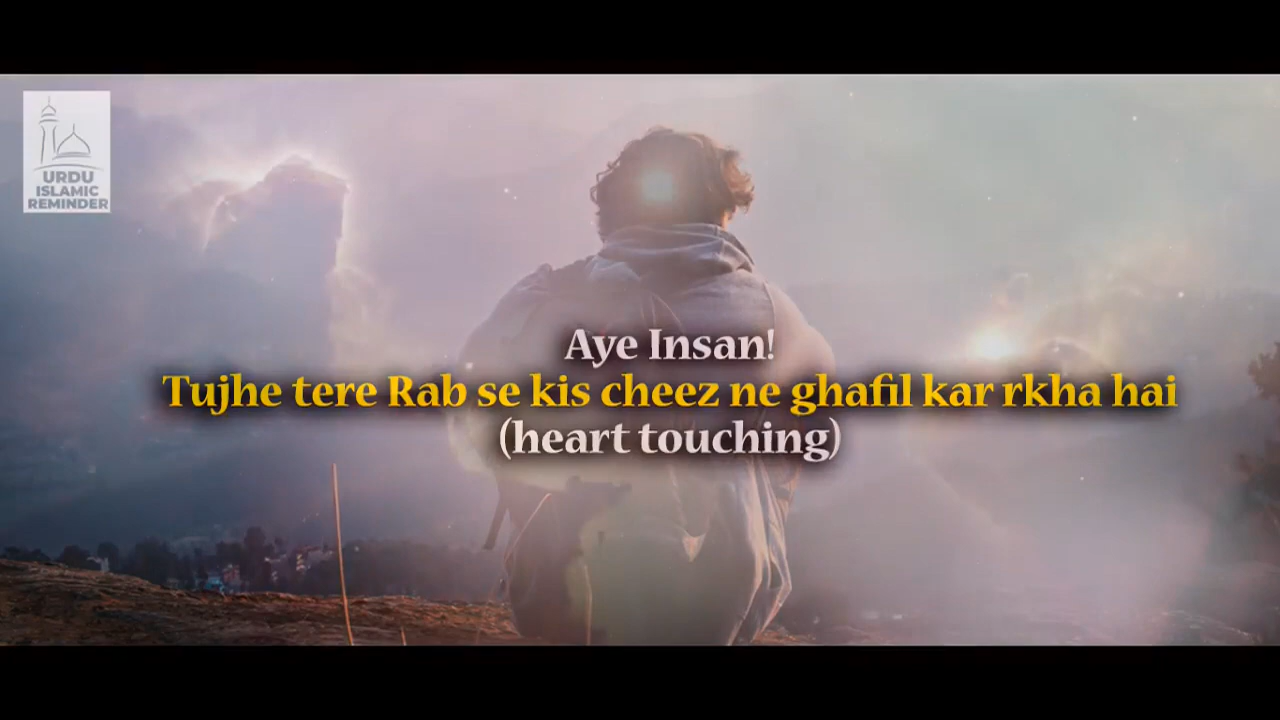 URDU
ISLAMIC
REMINDER
Aye Insan!
Tujhe tere Rab se kis cheez ne ghafil kar rkha hai
(heart touching)